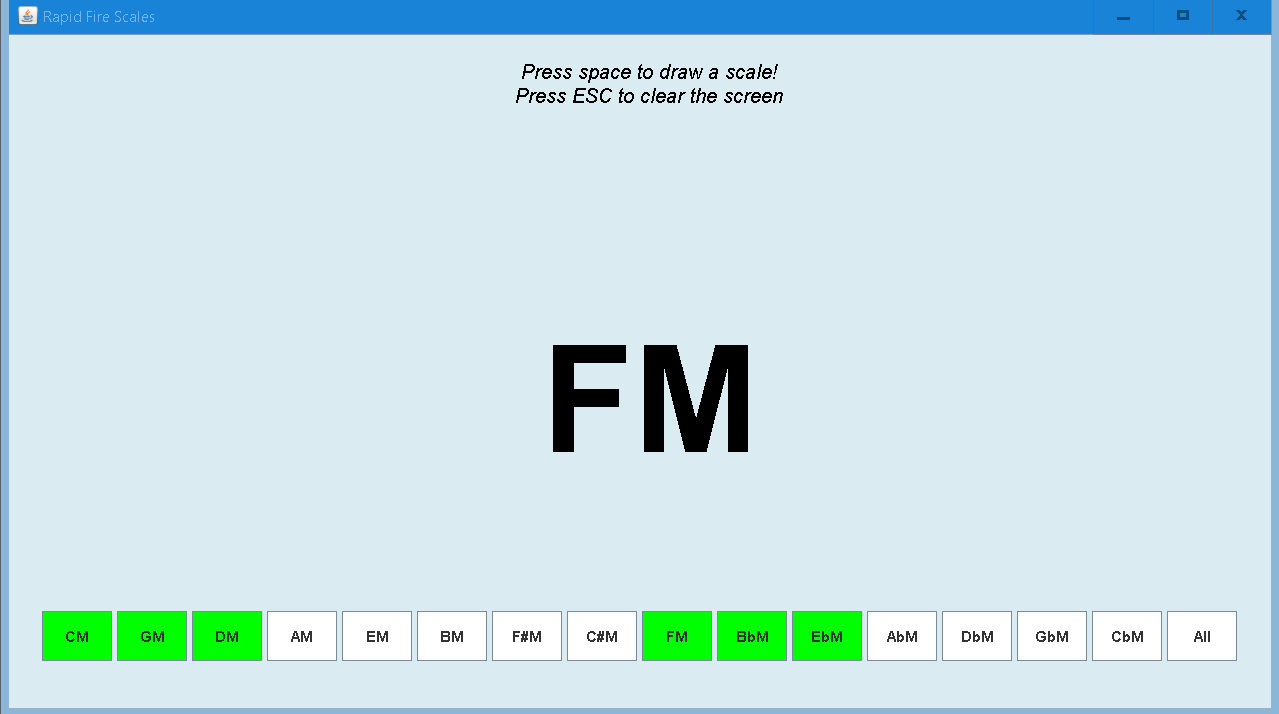 Rapid Fire Scales
Press space to draw a scale!
Press ESC to clear the screen
FM
CM GM DM AM EM BM F#M C#M FM BbM EbM AbM DbM GbM CbM All